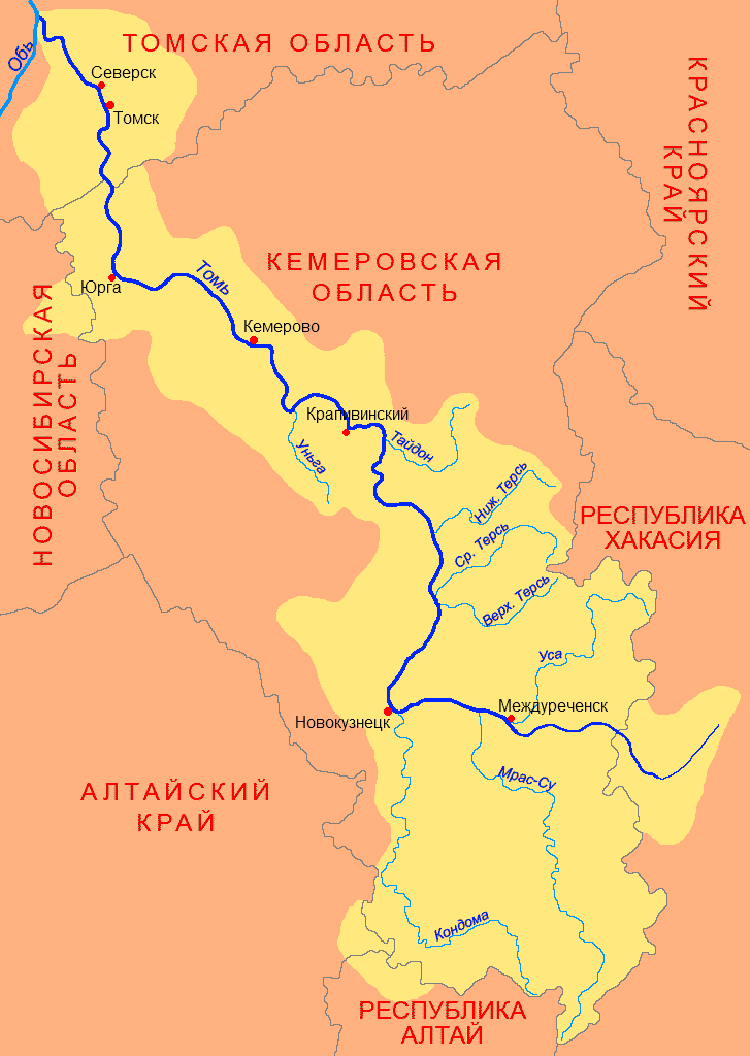 ТОМСКАЯ ОБЛАСТЬ
Обь
Северск
Томск
КРАСНОЯРСКИЙ
КРАЙ
КЕМЕРОВСКАЯ
ОБЛАСТЬ
Томь
Юрга
Кемерово
НОВОСИБИРСКАЯ
ОБЛАСТЬ
Крапивинский
Тайдон
Уньга
Ниж. Терсь
РЕСПУБЛИКА
ХАКАСИЯ
Ср. Терсь
Верх. Терсь
Уса
Междуреченск
Новокузнецк
Мрас-Су
АЛТАЙСКИЙ
КРАЙ
Кондома
РЕСПУБЛИКА
АЛТАЙ